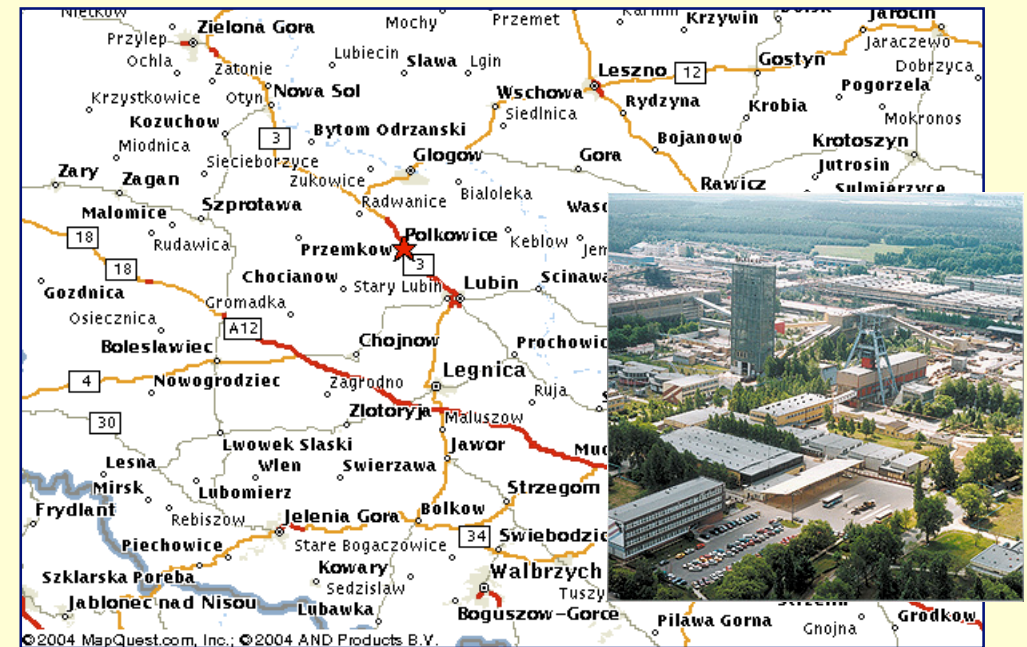 Mochy
Przemet
Krzywin
Jarocin
Zielona Gora
Przylep
Ochla
Lubiecin
Slawa
Lgin
Jaraczewo
Gostyn
Dobrzyca
Zatonie
Leszno
12
Otyn
Nowa Sol
Wschowa
Pogorzela
Krzystkowice
Rydzyna
Krobia
Siedlnica
Mokronos
Kozuchow
Bytom Odrzanski
3
Bojanowo
Krotoszyn
Miodnica
Siecieborzyce
Glogow
Gora
Jutrosin
Zary
Zagan
Zukowice
Bialoleka
Rawicz
Sulmierzyce
Malomice
Szprotawa
Radwanice
Wasc
18
Rudawica
Przemkow
Polkowice
Keblow
Jer
18
3
Chocianow
Stary Lubin
Lubin
Scinawa
Gozdnica
Gromadka
Osiecznica
A12
Chojnow
Prochowic
Boleslawiec
Legnica
4
Nowogrodziec
Zagrodno
Ruja
Zlotoryja
Maluszow
30
Lwowek Slaski
Jawor
Muc
Lesna
Wlen
Swierzawa
Mirsk
Lubomierz
Strzegom
Frydlant
Rebiszow
Jelenia Gora
Bolkow
34
Swiebodzic
Piechowice
Stare Bogaczowice
Kowary
Walbrzych
Szklarska Poreba
Sedzislaw
Tuszy
Jablonec nad Nisou
Lubawka
Boguszow-Gorce
Pilawa Gorna
Gnojna
Grodkow
©2004 MapQuest.com, Inc.; ©2004 AND Products B.V.